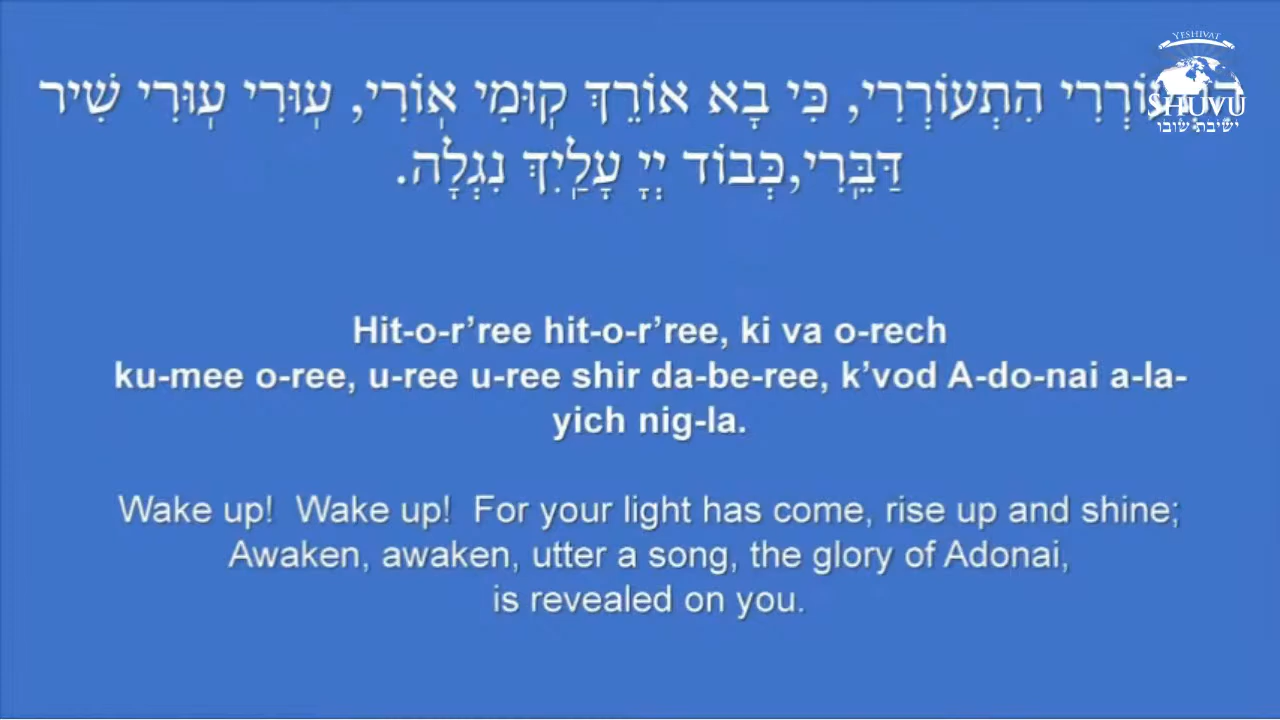 YESHIVAT
SHUVU
ישיבת שובו
הִתְעוֹרְרִי הִתְעוֹרְרִי, כִּי בָא אוֹרֵךְ קוּמִי אוֹרִי, עוּרִי עוּרִי שִׁיר
דַּבֵּרִי,כְּבוֹד יְיָ עָלַיִךְ נִגְלָה.
Hit-o-r’ree hit-o-r’ree, ki va o-rech
ku-mee o-ree, u-ree u-ree shir da-be-ree, k’vod A-do-nai a-la-
yich nig-la.
Wake up!  Wake up!  For your light has come, rise up and shine;
Awaken, awaken, utter a song, the glory of Adonai,
is revealed on you.